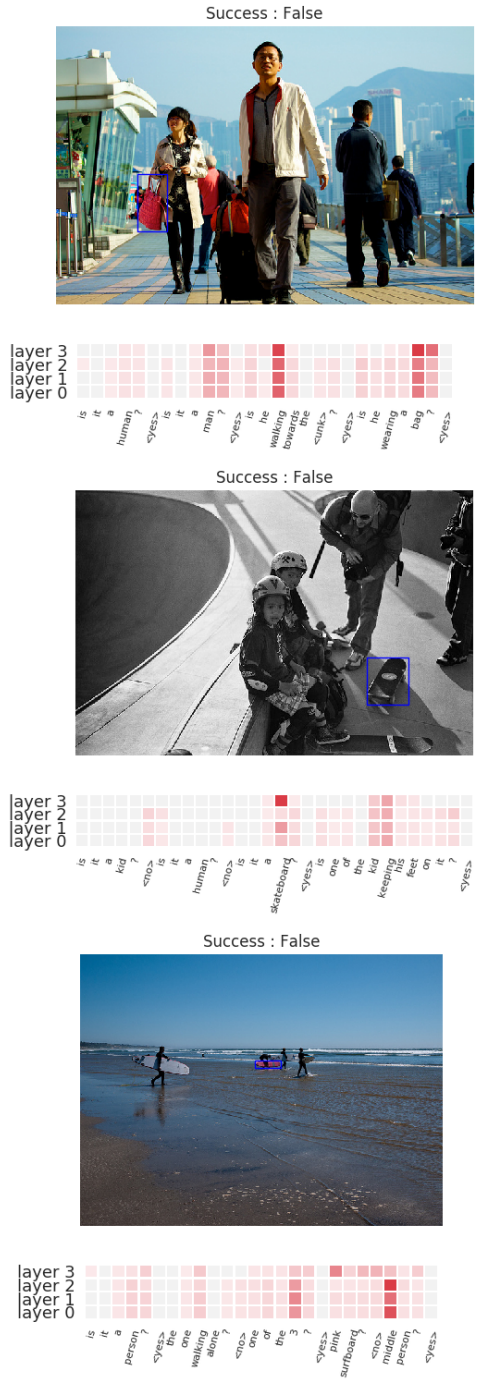 Success : False
layer 3
layer 2
layer 1
layer 0
is it a human ? <yes> is it a man ? <yes> is he walking towards the <unk> ? <yes> is he wearing a bag ? <yes>
Success : False
layer 3
layer 2
layer 1
layer 0
is it a kid ? <no> is it a human ? <no> is it a skateboard ? <yes> is one of the kid keeping his feet on it ? <yes>
Success : False
layer 3
layer 2
layer 1
layer 0
is it a person ? <yes> the one walking alone ? <no> one of the 3 ? <yes> pink surfboard ? <no> middle person ? <yes>